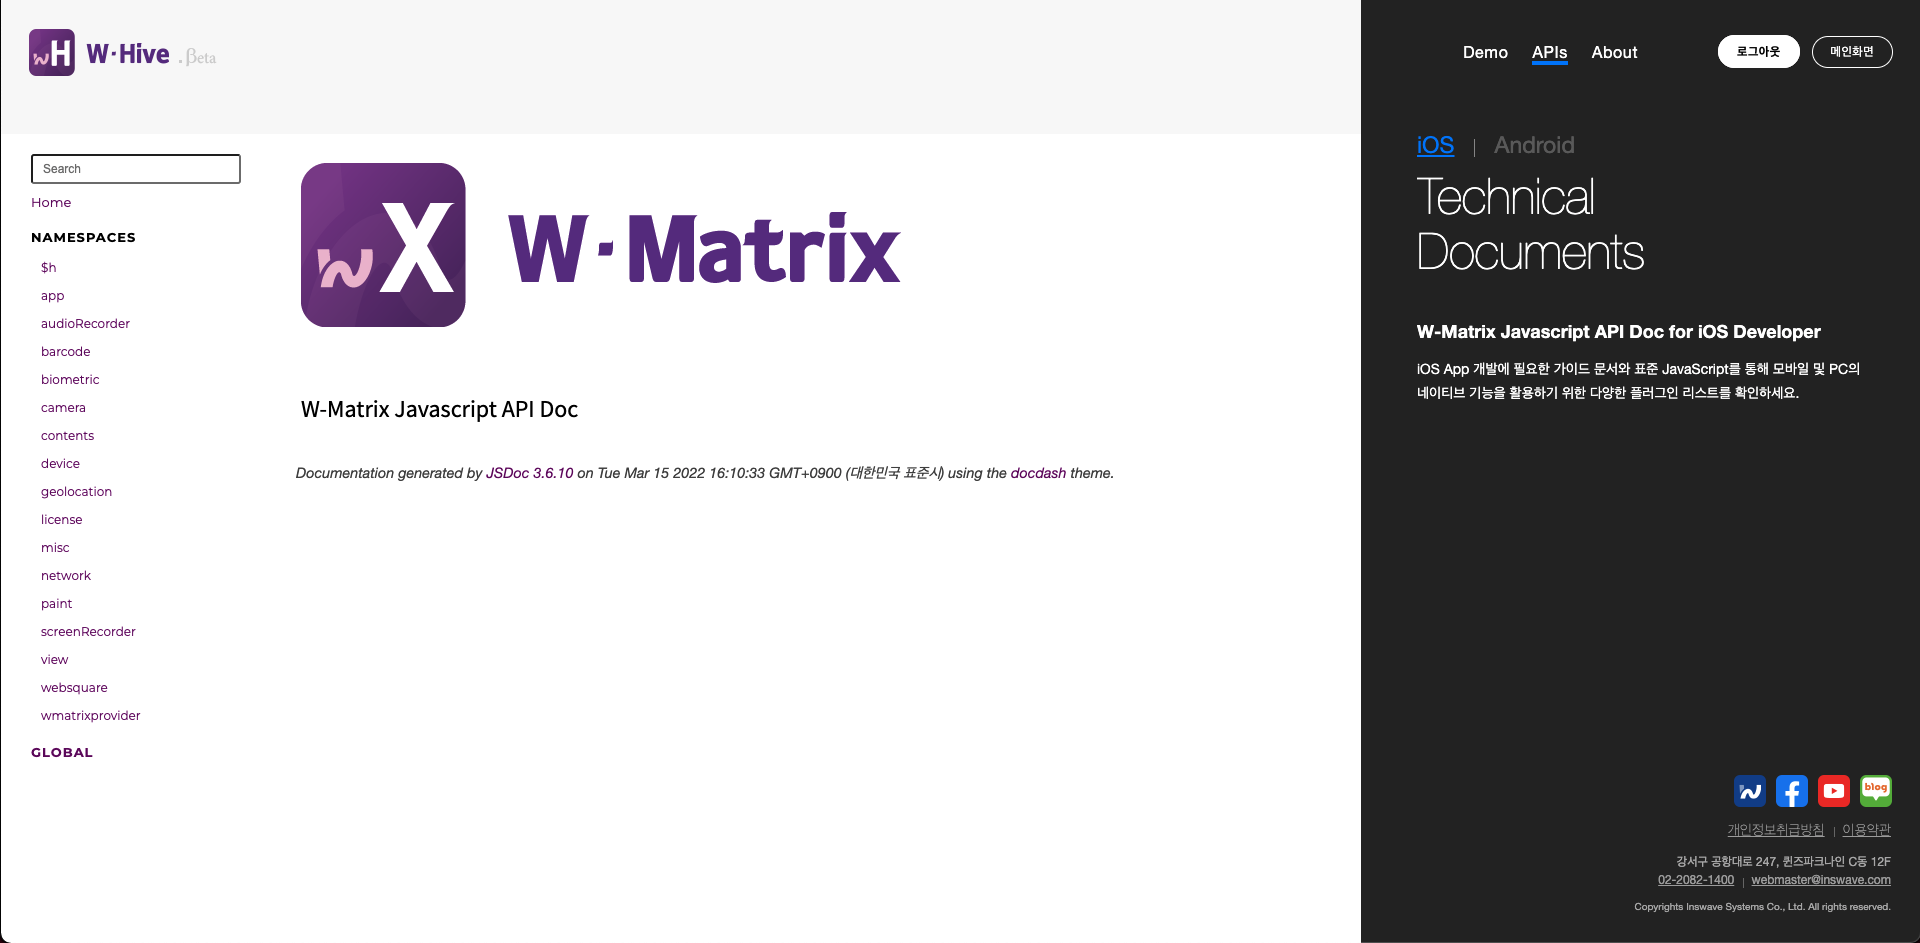 wH W·Hive .βeta
Search
Home
NAMESPACES
$h
app
audioRecorder
barcode
biometric
camera
contents
device
geolocation
license
misc
network
paint
screenRecorder
view
websquare
wmatrixprovider
GLOBAL
wX W·Matrix
W-Matrix Javascript API Doc
Documentation generated by JSDoc 3.6.10 on Tue Mar 15 2022 16:10:33 GMT+0900 (대한민국 표준시) using the docdash theme.
Demo APIs About 로그아웃 메인화면
iOS | Android
Technical
Documents
W-Matrix Javascript API Doc for iOS Developer
iOS App 개발에 필요한 가이드 문서와 표준 JavaScript를 통해 모바일 및 PC의
네이티브 기능을 활용하기 위한 다양한 플러그인 리스트를 확인하세요.
blog
개인정보취급방침 | 이용약관
강서구 공항대로 247, 퀸즈파크나인 C동 12F
02-2082-1400 | webmaster@inswave.com
Copyrights Inswave Systems Co., Ltd. All rights reserved.